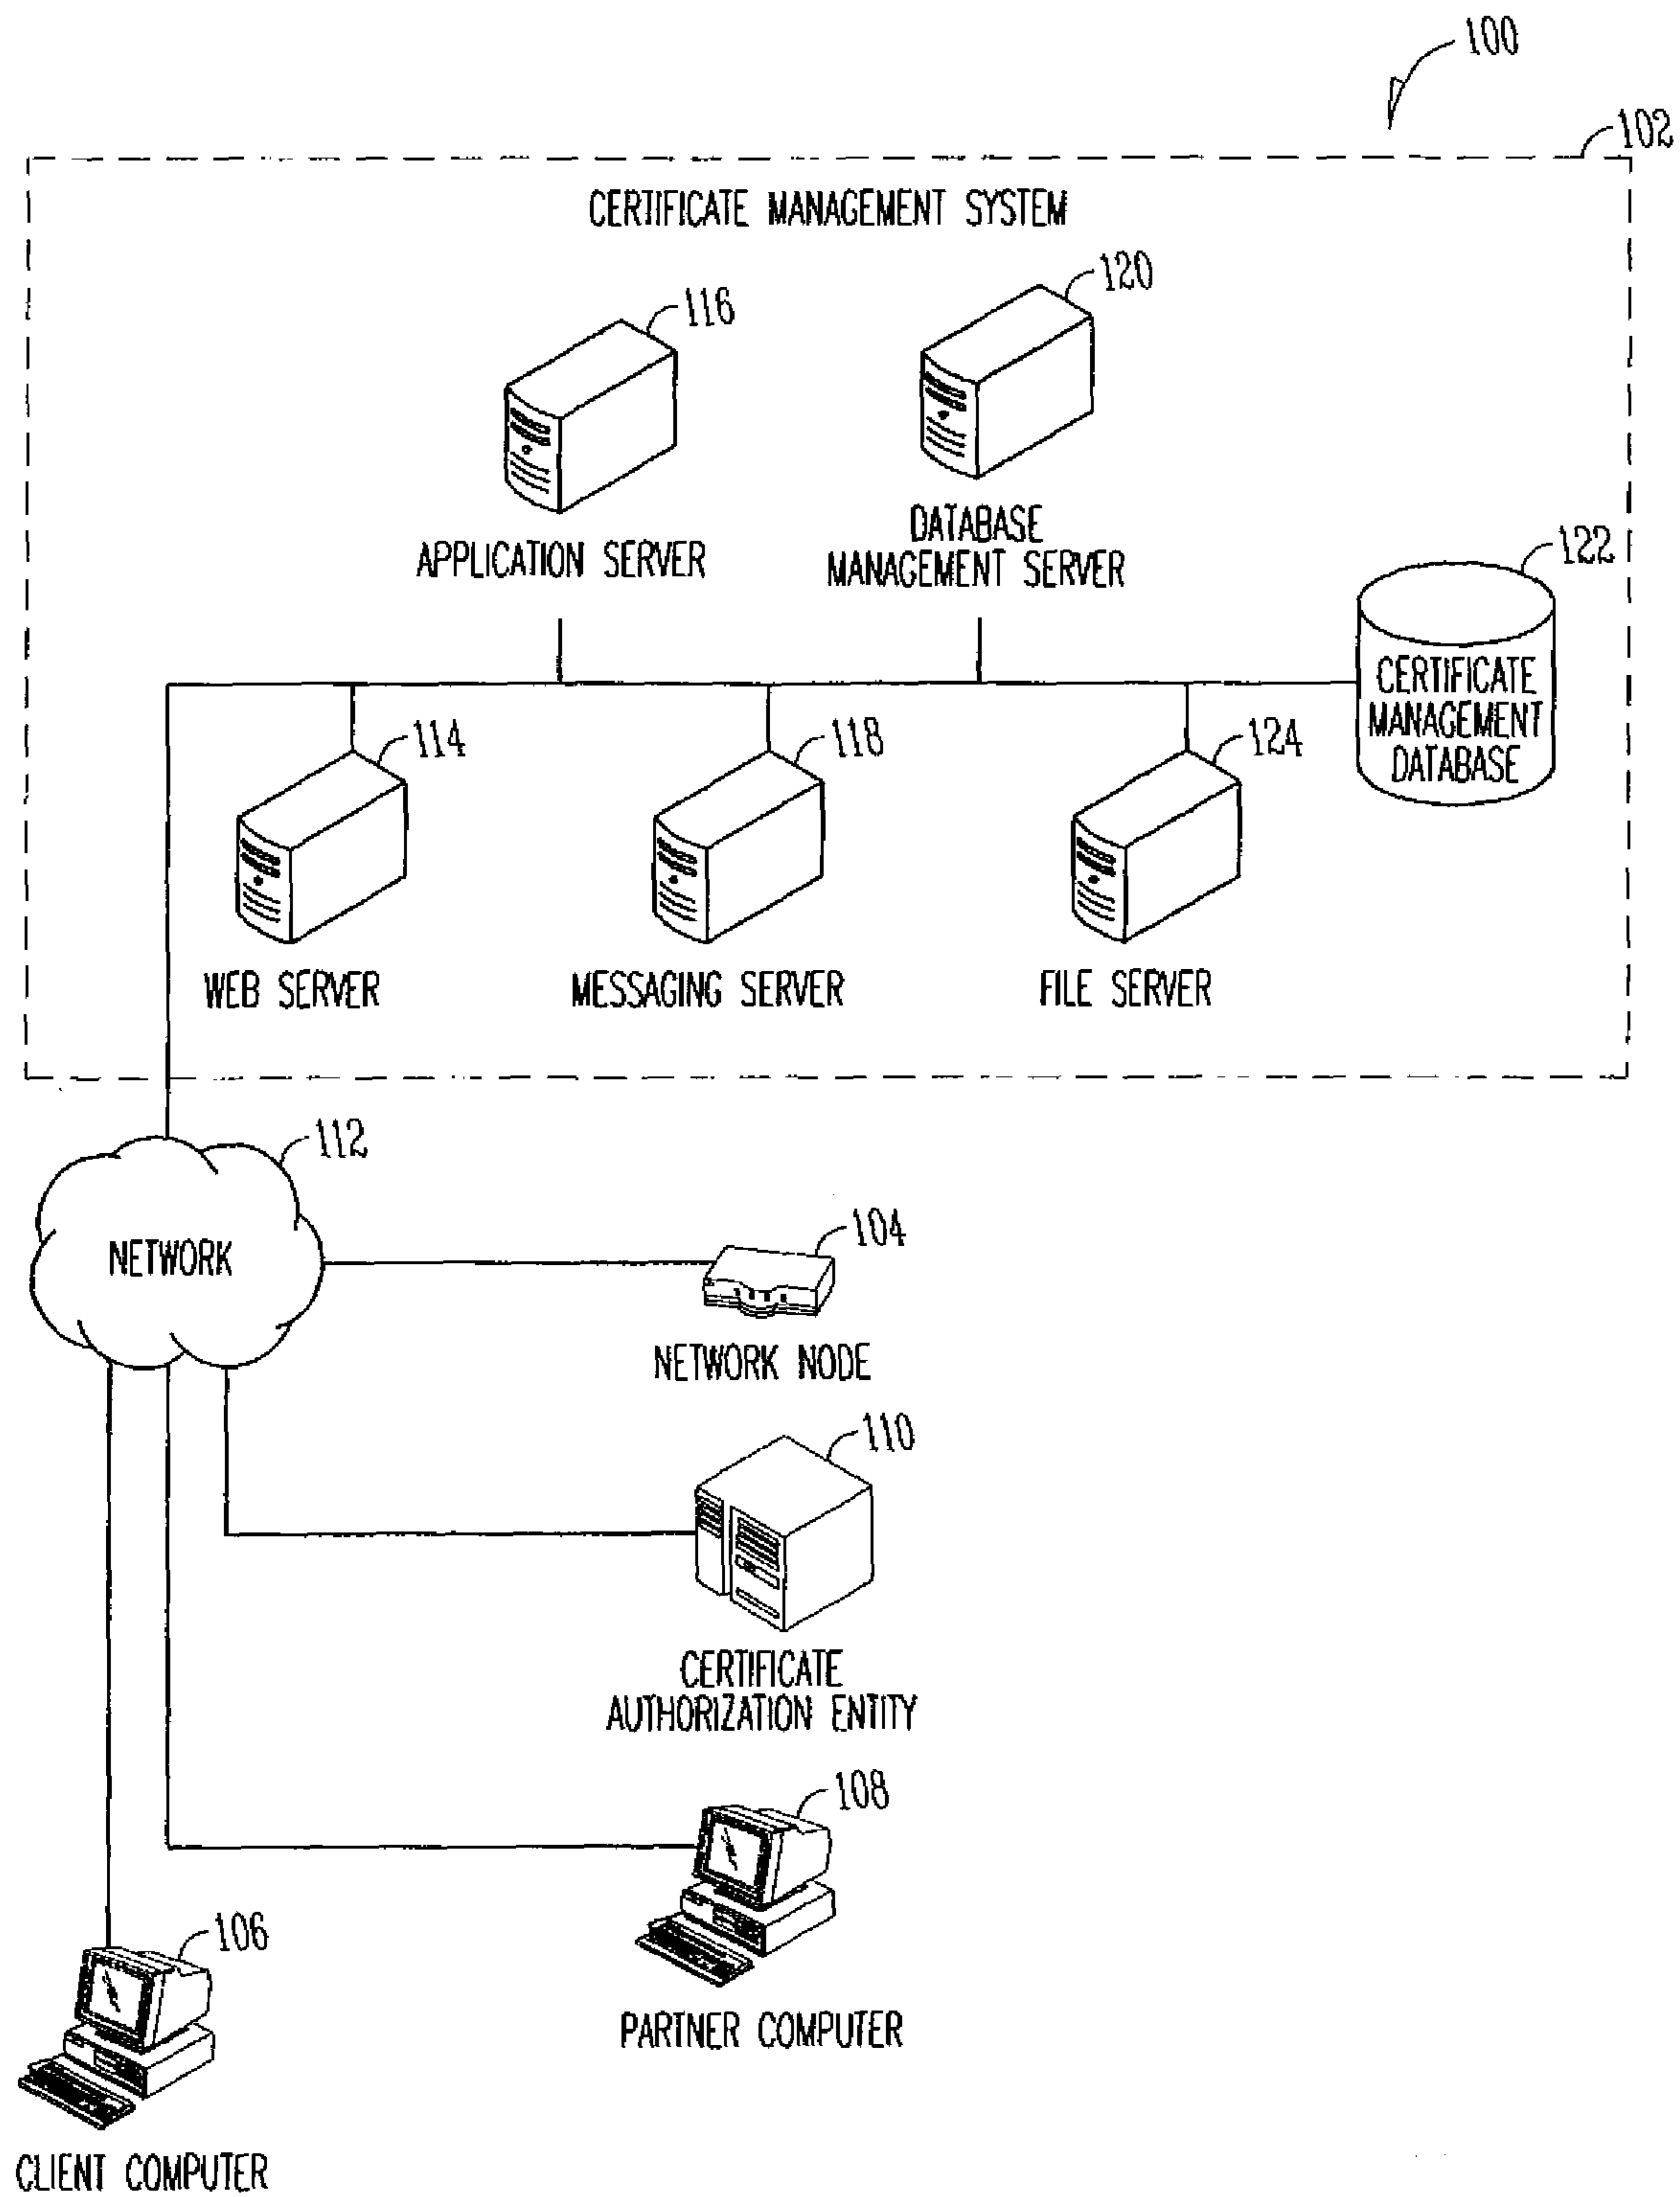 100
102
CERTIFICATE MANAGEMENT SYSTEM
116
120
APPLICATION SERVER
DATABASE
MANAGEMENT SERVER
122
CERTIFICATE
MANAGEMENT
DATABASE
114
118
124
WEB SERVER
MESSAGING SERVER
FILE SERVER
112
NETWORK
104
NETWORK NODE
110
CERTIFICATE
AUTHORIZATION ENTITY
108
PARTNER COMPUTER
106
CLIENT COMPUTER